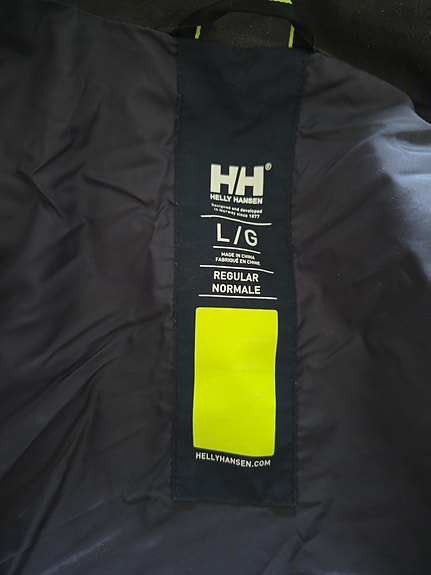 HH®
HELLY HANSEN
Designed and developed
in Norway since 1877
L/G
MADE IN CHINA
FABRIQUÉ EN CHINE
REGULAR
NORMALE
HELLYHANSEN.COM